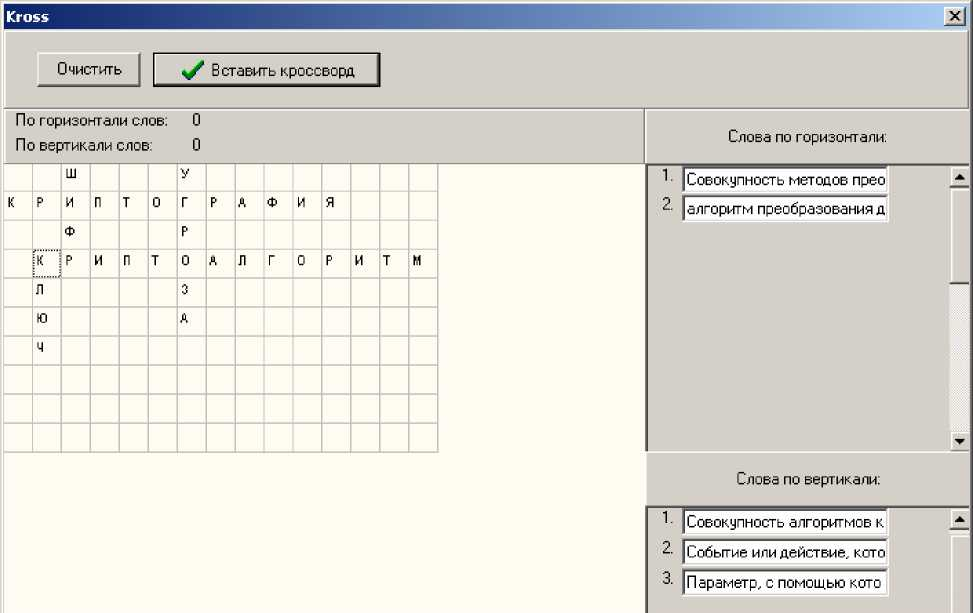 Kross
Очистить
Вставить кроссворд
По горизонтали слов: 0
По вертикали слов: 0
Ш У
К Р И П Т О Г Р А Ф И Я
Ф Р
К Р И П Т О А Л Г О Р И Т М
Л З
Ю А
Ч
Слова по горизонтали:
1. Совокупность методов прео
2. алгоритм преобразования д
Слова по вертикали:
1. Совокупность алгоритмов к
2. Событие или действие, кото
3. Параметр, с помощью кото